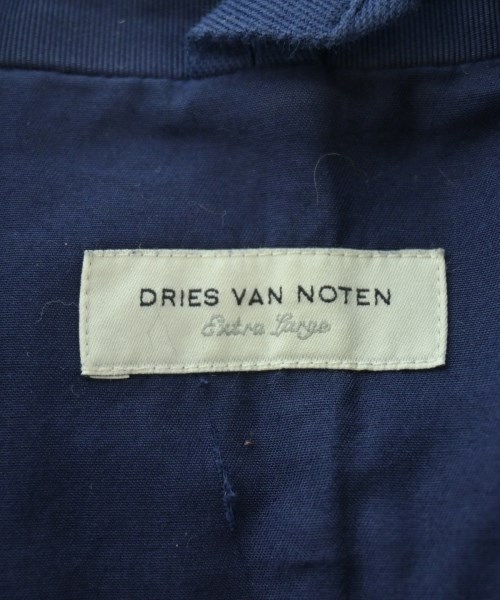 DRIES VAN NOTEN
Extra Large